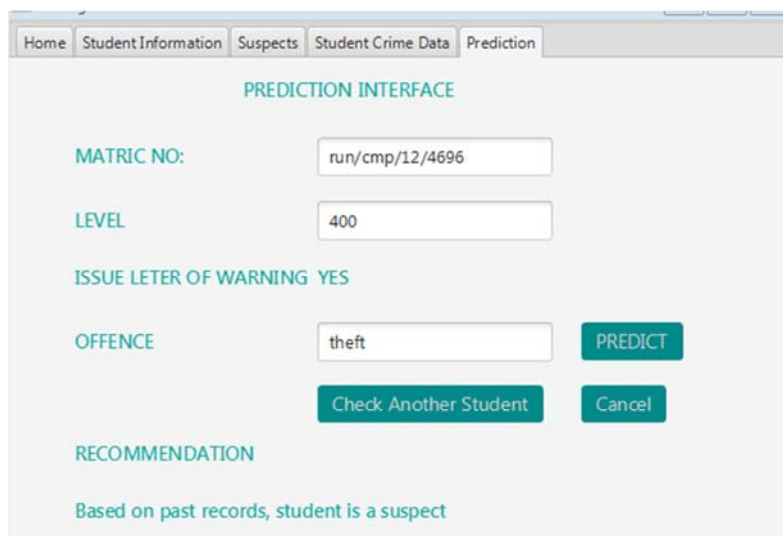 Home Student Information Suspects Student Crime Data Prediction
PREDICTION INTERFACE
MATRIC NO: run/cmp/12/4696
LEVEL 400
ISSUE LETER OF WARNING YES
OFFENCE theft PREDICT
Check Another Student Cancel
RECOMMENDATION
Based on past records, student is a suspect